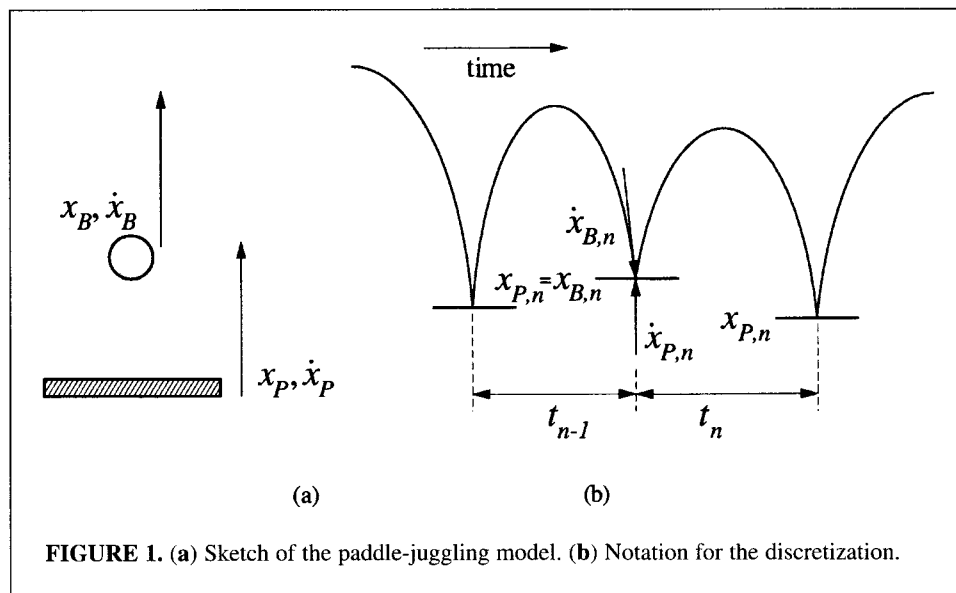 time
x_B, ẋ_B
ẋ_{B,n}
x_{P,n}=x_{B,n}
x_{P,n}
ẋ_{P,n}
x_P, ẋ_P
t_{n-1}
t_n
(a)
(b)
FIGURE 1. (a) Sketch of the paddle-juggling model. (b) Notation for the discretization.